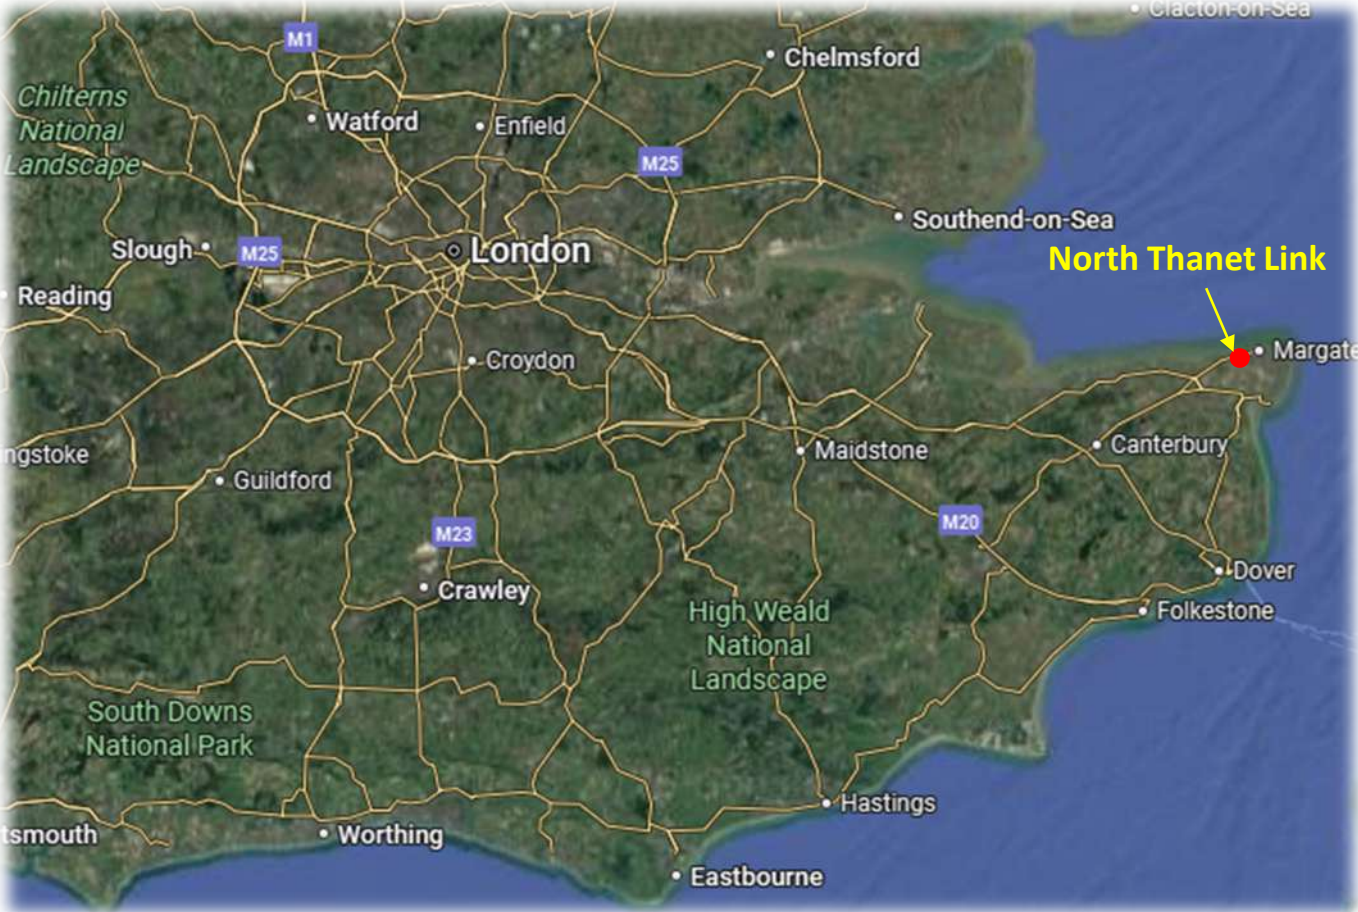 Clacton-on-Sea
M1
Chelmsford
Chilterns
National
Landscape
Watford
Enfield
M25
Southend-on-Sea
Slough
M25
London
North Thanet Link
Reading
Margate
Croydon
ngstoke
Maidstone
Canterbury
Guildford
M23
M20
Dover
Crawley
High Weald
National
Landscape
Folkestone
South Downs
National Park
Hastings
tsmouth
Worthing
Eastbourne